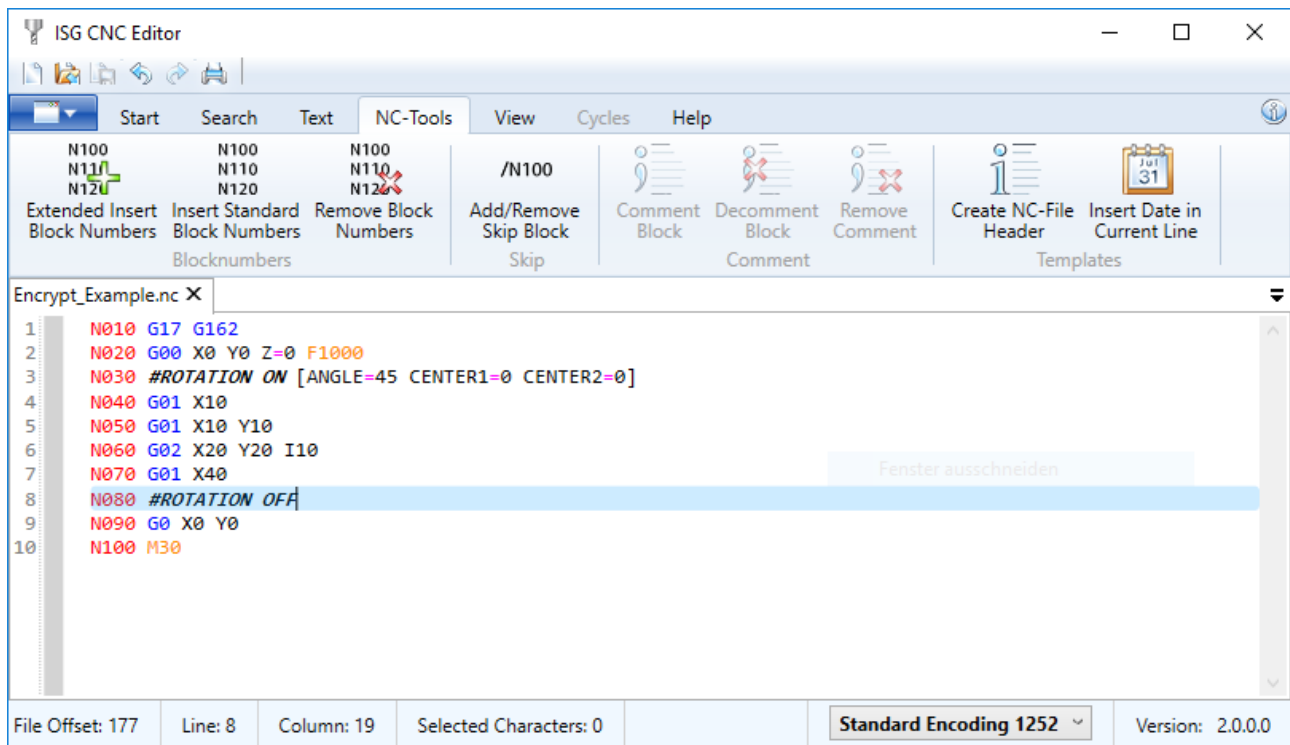 ISG CNC Editor
Start Search Text NC-Tools View Cycles Help
N100 N100 N100
N110 N110 N110 /N100 Jul
N120 N120 N120 31
Extended Insert Insert Standard Remove Block Add/Remove Comment Decomment Remove Create NC-File Insert Date in
Block Numbers Block Numbers Numbers Skip Block Block Block Comment Header Current Line
Blocknumbers Skip Comment Templates
Encrypt_Example.nc
1 N010 G17 G162
2 N020 G00 X0 Y0 Z=0 F1000
3 N030 #ROTATION ON [ANGLE=45 CENTER1=0 CENTER2=0]
4 N040 G01 X10
5 N050 G01 X10 Y10
6 N060 G02 X20 Y20 I10
7 N070 G01 X40
Fenster ausschneiden
8 N080 #ROTATION OFF
9 N090 G0 X0 Y0
10 N100 M30
File Offset: 177 Line: 8 Column: 19 Selected Characters: 0 Standard Encoding 1252 Version: 2.0.0.0